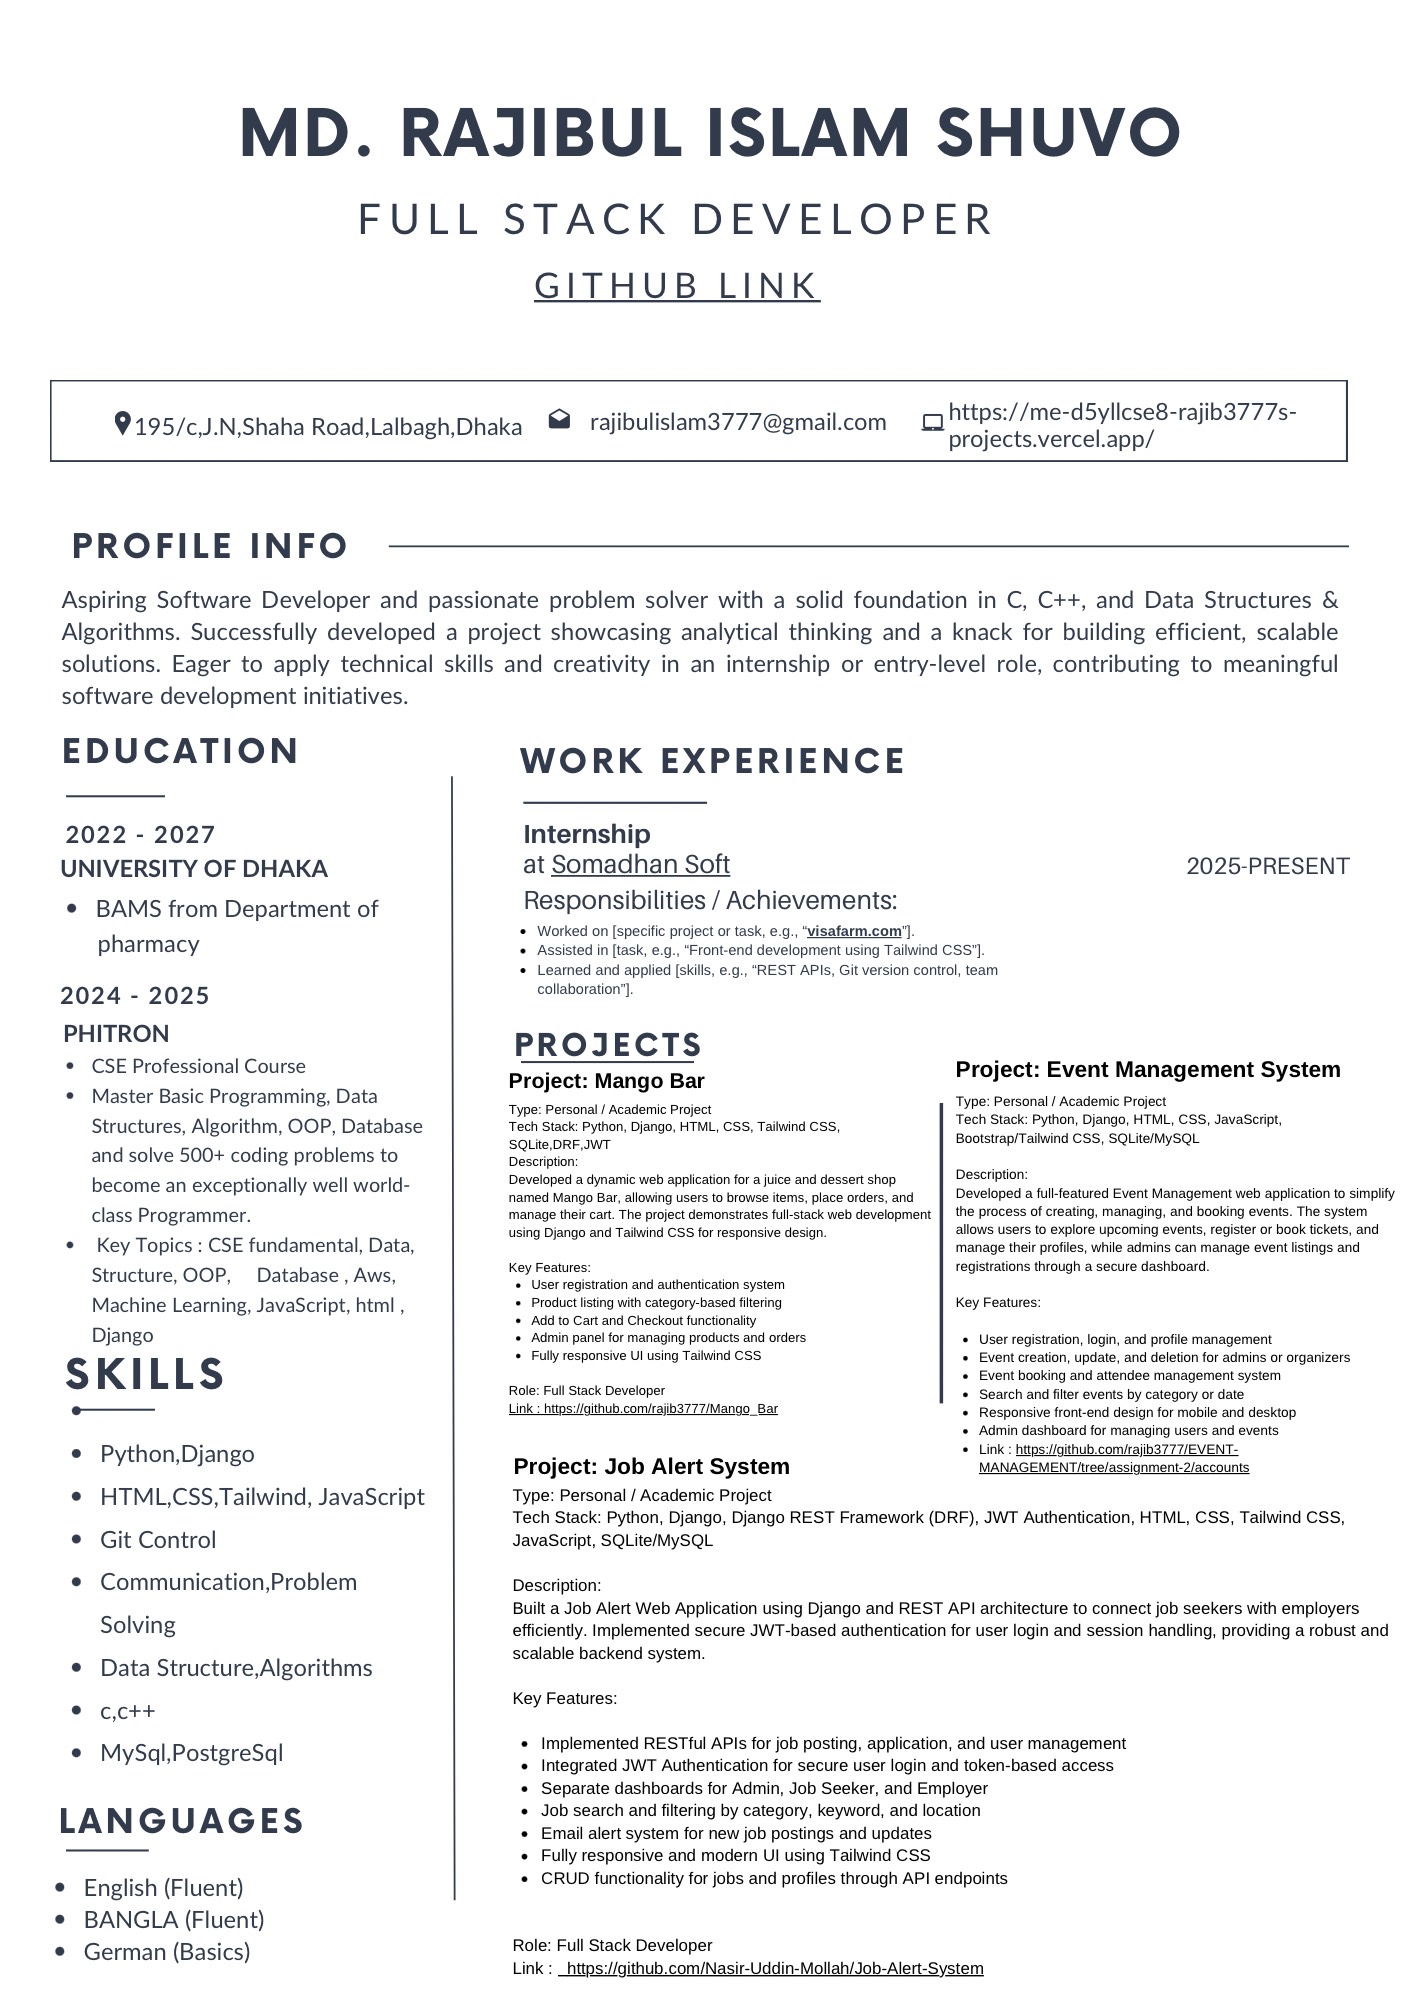 MD. RAJIBUL ISLAM SHUVO
FULL STACK DEVELOPER
GITHUB LINK
195/c,J.N,Shaha Road,Lalbagh,Dhaka
rajibulislam3777@gmail.com
https://me-d5yllcse8-rajib3777s-
projects.vercel.app/
PROFILE INFO
Aspiring Software Developer and passionate problem solver with a solid foundation in C, C++, and Data Structures &
Algorithms. Successfully developed a project showcasing analytical thinking and a knack for building efficient, scalable
solutions. Eager to apply technical skills and creativity in an internship or entry-level role, contributing to meaningful
software development initiatives.
EDUCATION
2022 - 2027
UNIVERSITY OF DHAKA
• BAMS from Department of
pharmacy
2024 - 2025
PHITRON
• CSE Professional Course
• Master Basic Programming, Data
Structures, Algorithm, OOP, Database
and solve 500+ coding problems to
become an exceptionally well world-
class Programmer.
• Key Topics : CSE fundamental, Data,
Structure, OOP, Database , Aws,
Machine Learning, JavaScript, html ,
Django
SKILLS
• Python,Django
• HTML,CSS,Tailwind, JavaScript
• Git Control
• Communication,Problem
Solving
• Data Structure,Algorithms
• c,c++
• MySql,PostgreSql
LANGUAGES
• English (Fluent)
• BANGLA (Fluent)
• German (Basics)
WORK EXPERIENCE
Internship
at Somadhan Soft
2025-PRESENT
Responsibilities / Achievements:
• Worked on [specific project or task, e.g., “visafarm.com”].
• Assisted in [task, e.g., “Front-end development using Tailwind CSS”].
• Learned and applied [skills, e.g., “REST APIs, Git version control, team
collaboration”].
PROJECTS
Project: Mango Bar
Type: Personal / Academic Project
Tech Stack: Python, Django, HTML, CSS, Tailwind CSS,
SQLite,DRF,JWT
Description:
Developed a dynamic web application for a juice and dessert shop
named Mango Bar, allowing users to browse items, place orders, and
manage their cart. The project demonstrates full-stack web development
using Django and Tailwind CSS for responsive design.
Key Features:
• User registration and authentication system
• Product listing with category-based filtering
• Add to Cart and Checkout functionality
• Admin panel for managing products and orders
• Fully responsive UI using Tailwind CSS
Role: Full Stack Developer
Link : https://github.com/rajib3777/Mango_Bar
Project: Event Management System
Type: Personal / Academic Project
Tech Stack: Python, Django, HTML, CSS, JavaScript,
Bootstrap/Tailwind CSS, SQLite/MySQL
Description:
Developed a full-featured Event Management web application to simplify
the process of creating, managing, and booking events. The system
allows users to explore upcoming events, register or book tickets, and
manage their profiles, while admins can manage event listings and
registrations through a secure dashboard.
Key Features:
• User registration, login, and profile management
• Event creation, update, and deletion for admins or organizers
• Event booking and attendee management system
• Search and filter events by category or date
• Responsive front-end design for mobile and desktop
• Admin dashboard for managing users and events
• Link : https://github.com/rajib3777/EVENT-
MANAGEMENT/tree/assignment-2/accounts
Project: Job Alert System
Type: Personal / Academic Project
Tech Stack: Python, Django, Django REST Framework (DRF), JWT Authentication, HTML, CSS, Tailwind CSS,
JavaScript, SQLite/MySQL
Description:
Built a Job Alert Web Application using Django and REST API architecture to connect job seekers with employers
efficiently. Implemented secure JWT-based authentication for user login and session handling, providing a robust and
scalable backend system.
Key Features:
• Implemented RESTful APIs for job posting, application, and user management
• Integrated JWT Authentication for secure user login and token-based access
• Separate dashboards for Admin, Job Seeker, and Employer
• Job search and filtering by category, keyword, and location
• Email alert system for new job postings and updates
• Fully responsive and modern UI using Tailwind CSS
• CRUD functionality for jobs and profiles through API endpoints
Role: Full Stack Developer
Link : https://github.com/Nasir-Uddin-Mollah/Job-Alert-System